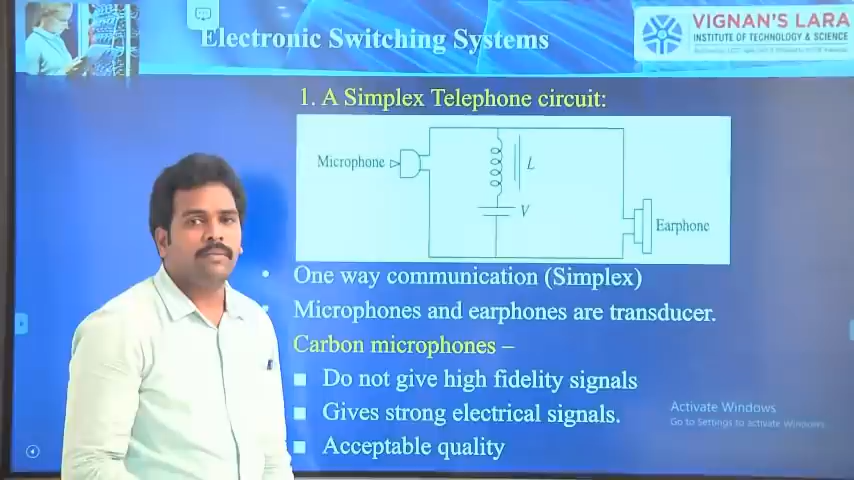 Electronic Switching Systems
VIGNAN'S LARA
INSTITUTE OF TECHNOLOGY & SCIENCE
1. A Simplex Telephone circuit:
Microphone
L
V
Earphone
• One way communication (Simplex)
Microphones and earphones are transducer.
Carbon microphones –
Do not give high fidelity signals
Gives strong electrical signals.
Acceptable quality
Activate Windows
Go to Settings to activate Windows.